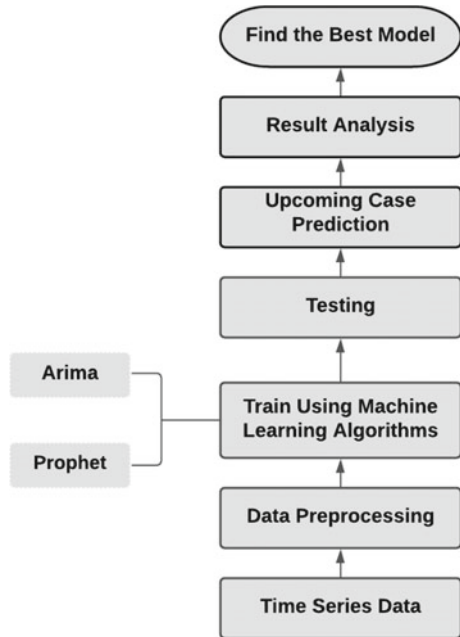 Find the Best Model
Result Analysis
Upcoming Case
Prediction
Testing
Arima
Prophet
Train Using Machine
Learning Algorithms
Data Preprocessing
Time Series Data